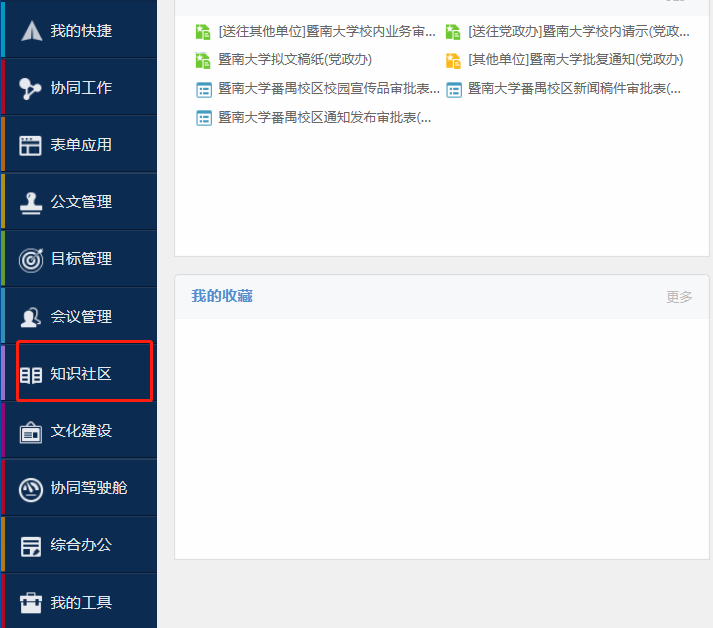 我的快捷
协同工作
表单应用
公文管理
目标管理
会议管理
知识社区
文化建设
协同驾驶舱
综合办公
我的工具
[送往其他单位]暨南大学校内业务审... [送往党政办]暨南大学校内请示(党政...
暨南大学拟文稿纸(党政办) [其他单位]暨南大学批复通知(党政办)
暨南大学番禺校区校园宣传品审批表... 暨南大学番禺校区新闻稿件审批表(...
暨南大学番禺校区通知发布审批表(...
我的收藏 更多